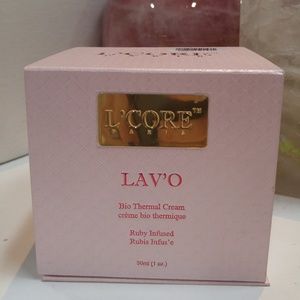 L'CORE™
PARIS
LAV'O
Bio Thermal Cream
crème bio thermique
Ruby Infused
Rubis Infus'e
30ml (1 oz.)